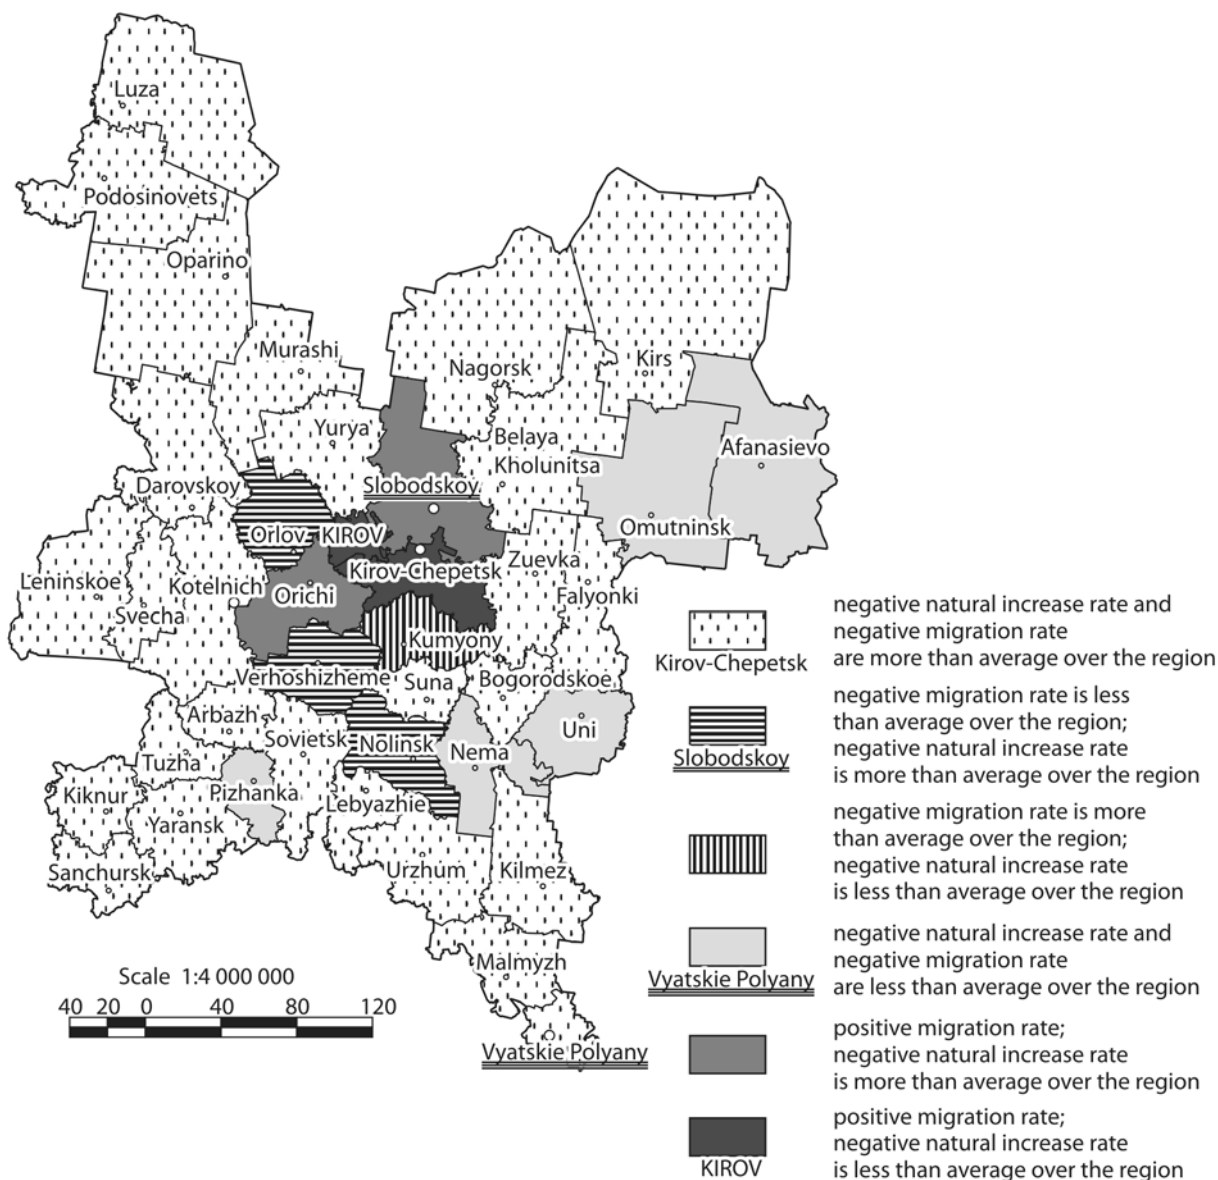 Luza
Podosinovets
Oparino
Murashi
Nagorsk
Kirs
Yurya
Belaya
Kholunitsa
Afanasievo
Darovskoy
Slobodskoy
Omutninsk
Orlov
KIROV
Leninskoe
Kotelnich
Svecha
Orichi
Kirov-Chepetsk
Zuevka
Falyonki
Kumyony
Verhoshizheme
Suna
Bogorodskoe
Arbazh
Sovietsk
Nolinsk
Nema
Uni
Tuzha
Kiknur
Pizhanka
Lebyazhie
Yaransk
Sanchursk
Urzhum
Kilmez
Malmyzh
Vyatskie Polyany
Scale 1:4 000 000
40 20 0 40 80 120
negative natural increase rate and
negative migration rate
are more than average over the region
Kirov-Chepetsk
negative migration rate is less
than average over the region;
negative natural increase rate
is more than average over the region
Slobodskoy
negative migration rate is more
than average over the region;
negative natural increase rate
is less than average over the region
negative natural increase rate and
negative migration rate
are less than average over the region
Vyatskie Polyany
positive migration rate;
negative natural increase rate
is more than average over the region
positive migration rate;
negative natural increase rate
is less than average over the region
KIROV